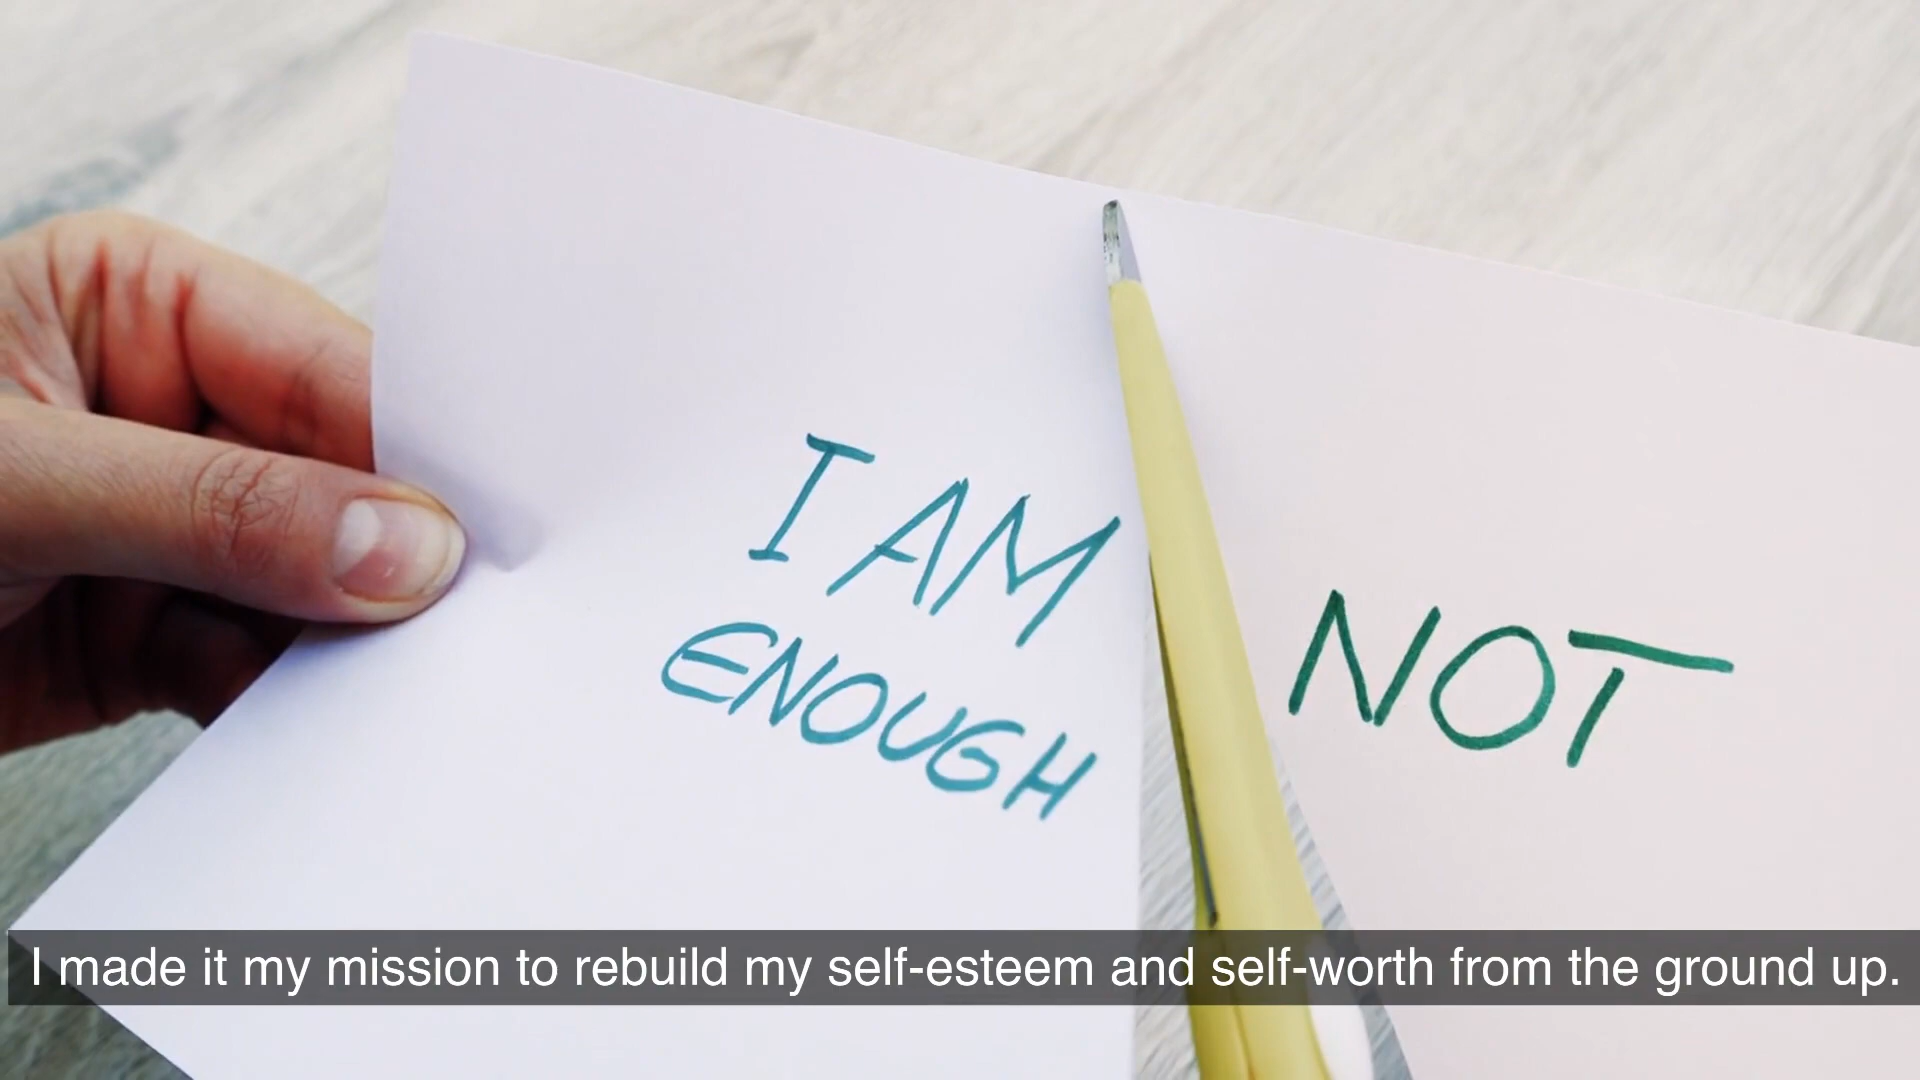 I AM NOT
ENOUGH
I made it my mission to rebuild my self-esteem and self-worth from the ground up.